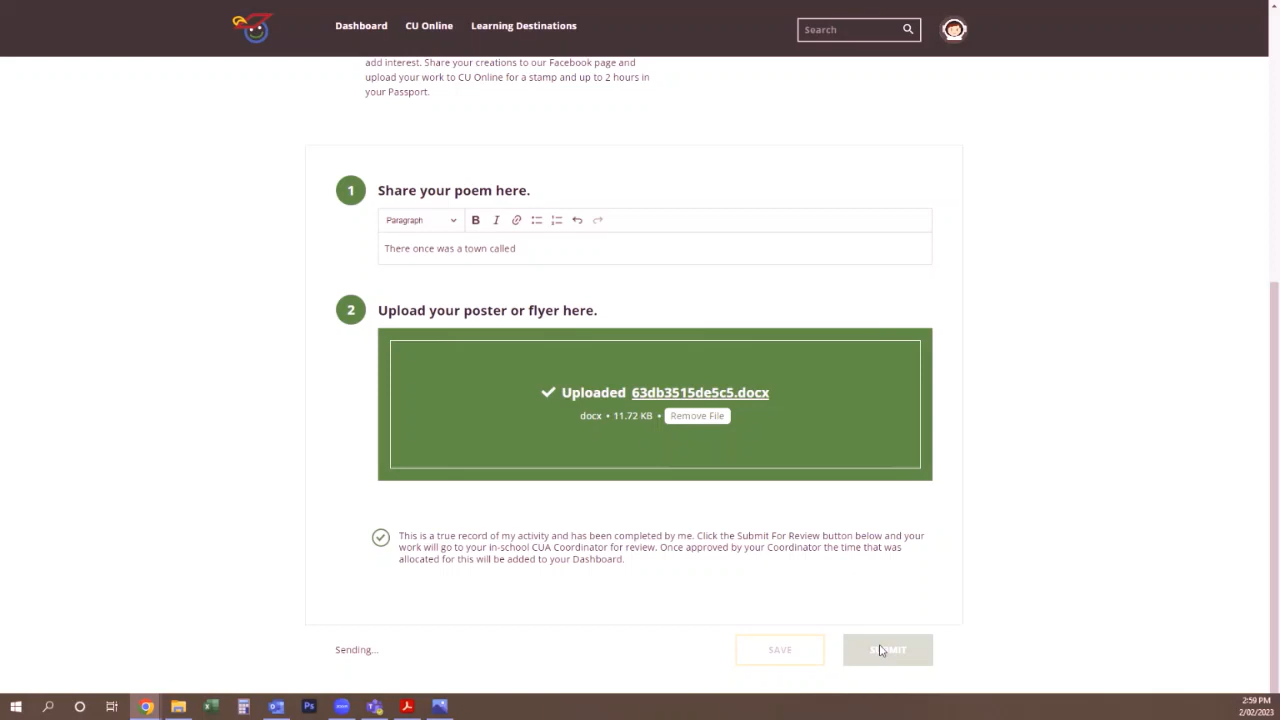 Dashboard CU Online Learning Destinations Search
add interest. Share your creations to our Facebook page and
upload your work to CU Online for a stamp and up to 2 hours in
your Passport.
1 Share your poem here.
Paragraph B I
There once was a town called
2 Upload your poster or flyer here.
Uploaded 63db3515de5c5.docx
docx • 11.72 KB • Remove File
This is a true record of my activity and has been completed by me. Click the Submit For Review button below and your
work will go to your in-school CUA Coordinator for review. Once approved by your Coordinator the time that was
allocated for this will be added to your Dashboard.
Sending... SAVE SUBMIT
2:59 PM
2/02/2023